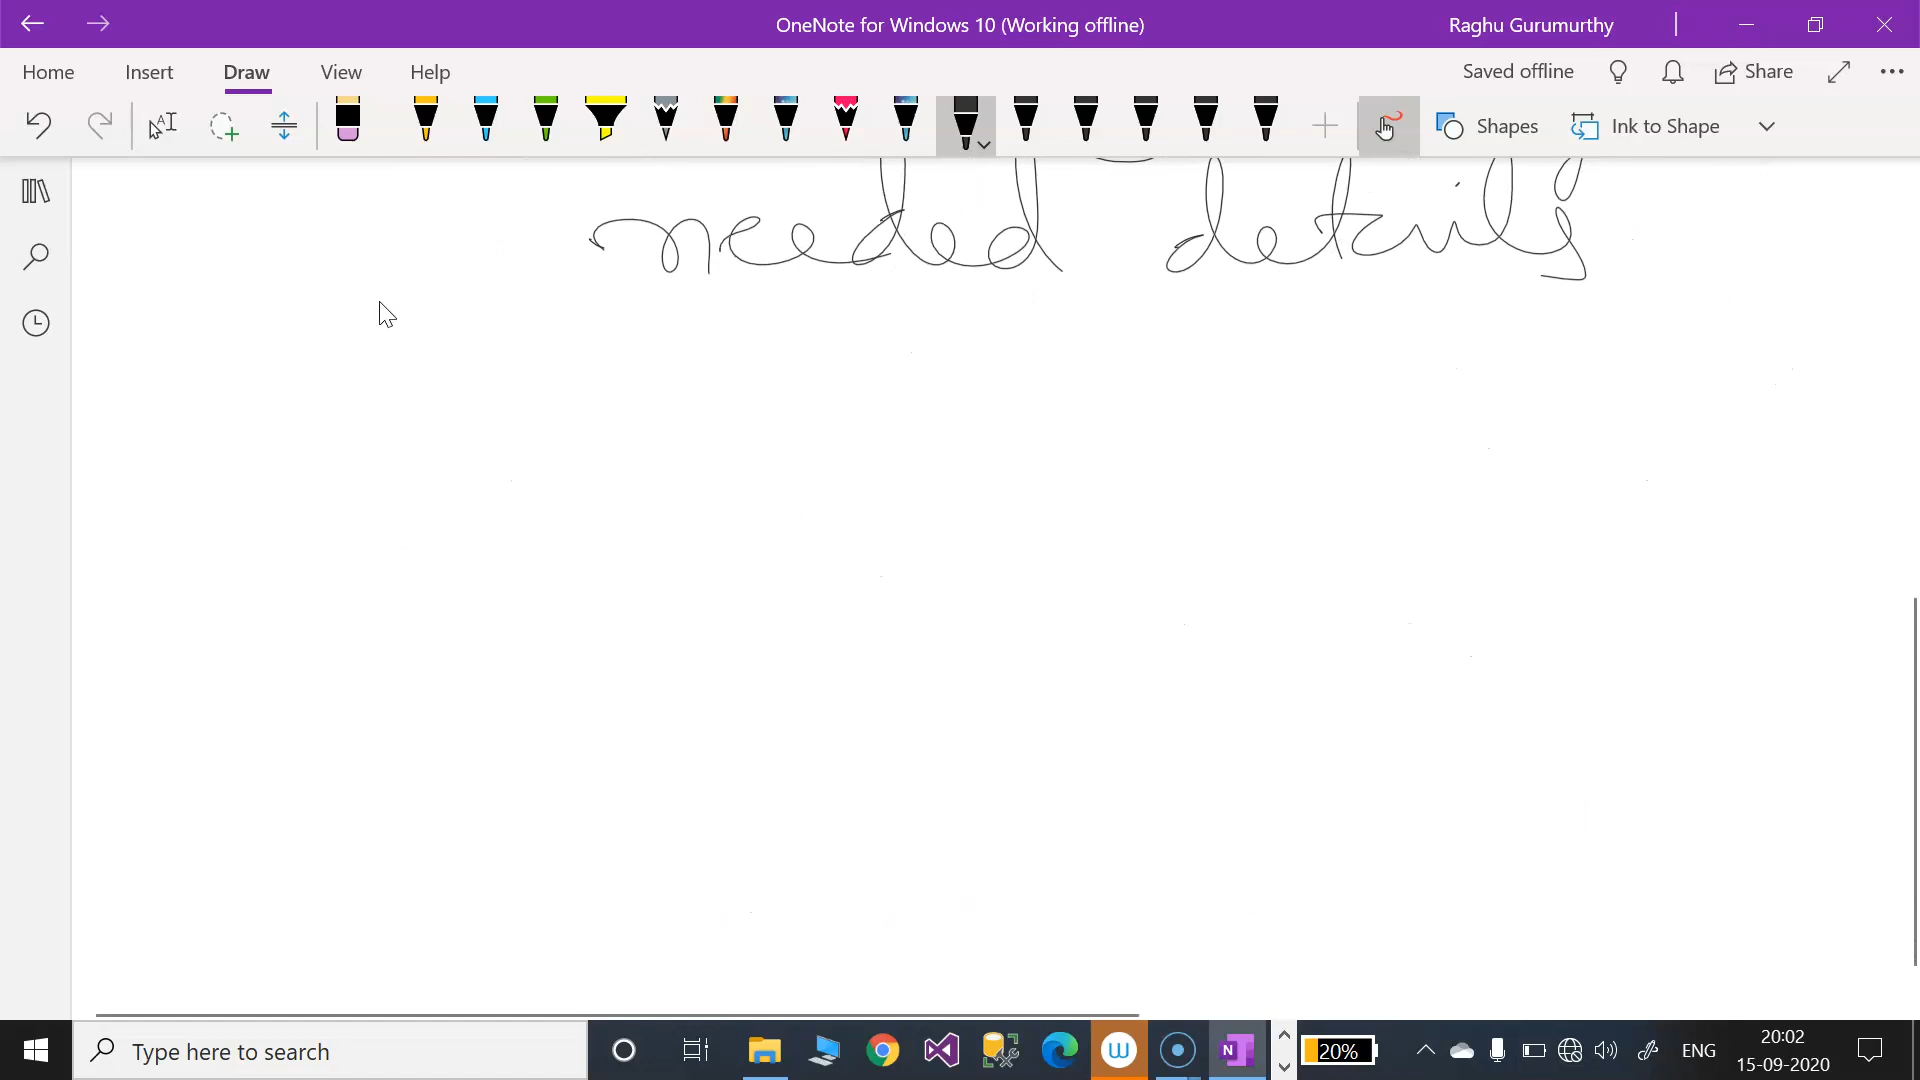 OneNote for Windows 10 (Working offline) Raghu Gurumurthy
Home Insert Draw View Help Saved offline Share
Shapes Ink to Shape
needed details
Type here to search 20% ENG 20:02
15-09-2020